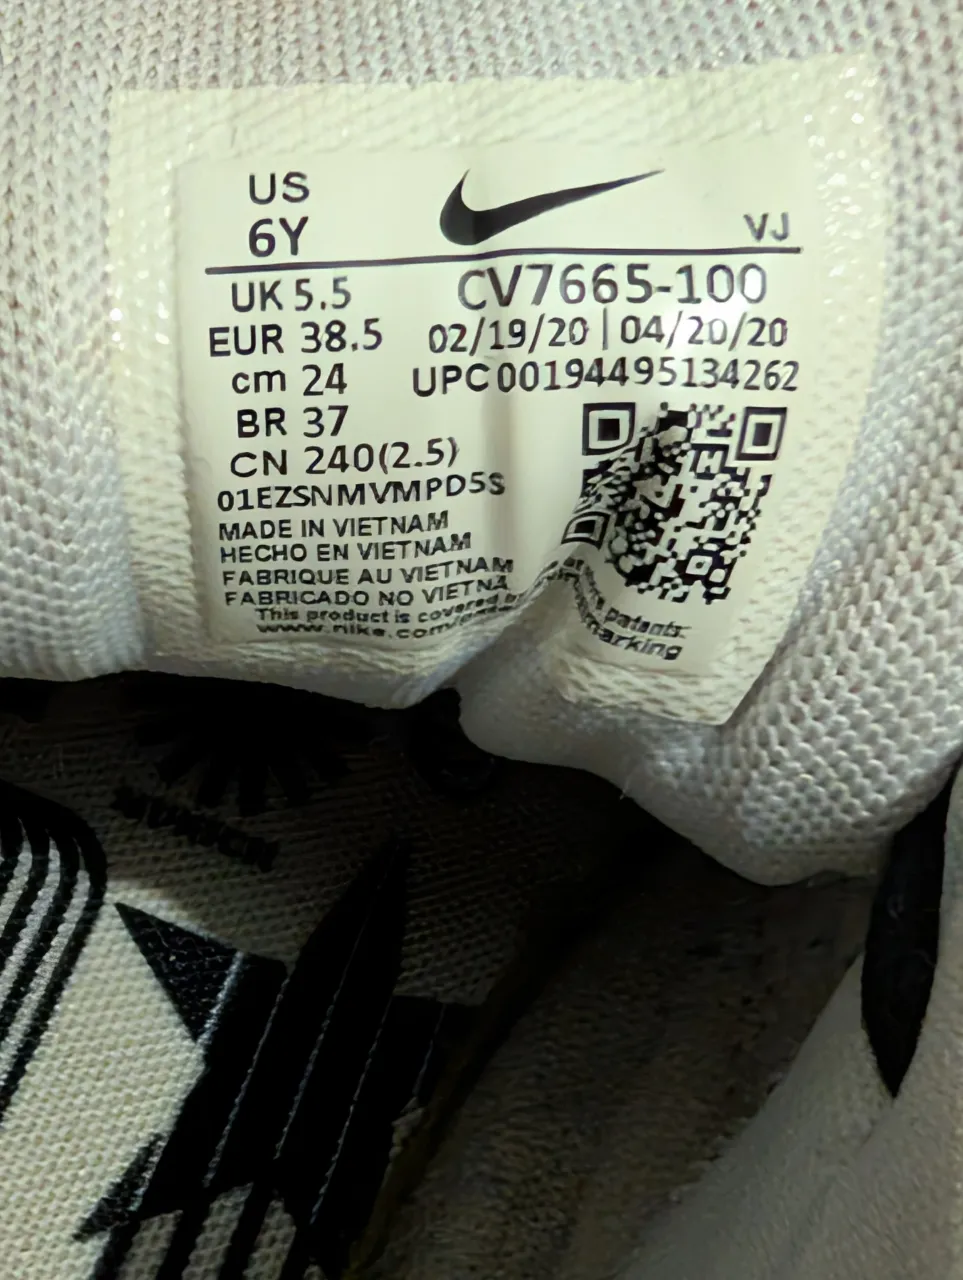 US
6Y
VJ
UK 5.5
CV7665-100
EUR 38.5
02/19/20 | 04/20/20
cm 24
UPC 00194495134262
BR 37
CN 240(2.5)
01EZSNMVMPD5S
MADE IN VIETNAM
HECHO EN VIETNAM
FABRIQUE AU VIETNAM
FABRICADO NO VIETNA
This product is covered patents.
www.nike.com/ marking